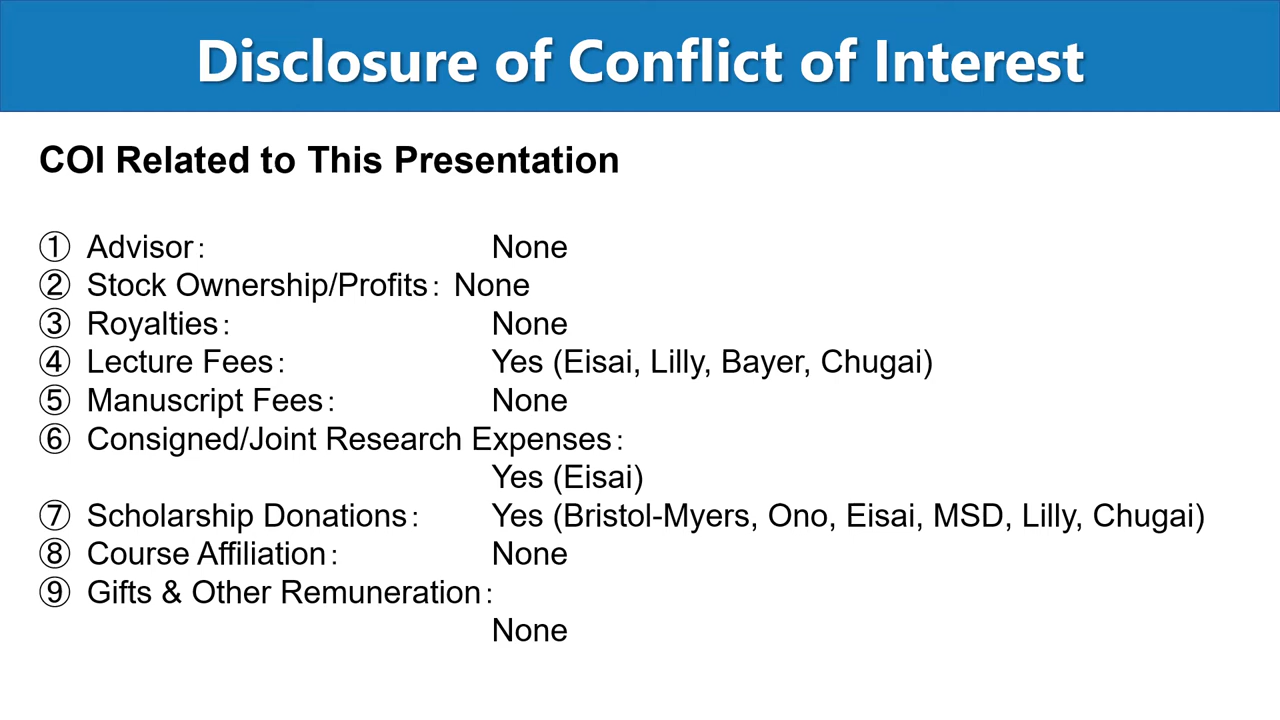 Disclosure of Conflict of Interest
COI Related to This Presentation
① Advisor： None
② Stock Ownership/Profits： None
③ Royalties： None
④ Lecture Fees： Yes (Eisai, Lilly, Bayer, Chugai)
⑤ Manuscript Fees： None
⑥ Consigned/Joint Research Expenses：
Yes (Eisai)
⑦ Scholarship Donations： Yes (Bristol-Myers, Ono, Eisai, MSD, Lilly, Chugai)
⑧ Course Affiliation： None
⑨ Gifts & Other Remuneration：
None